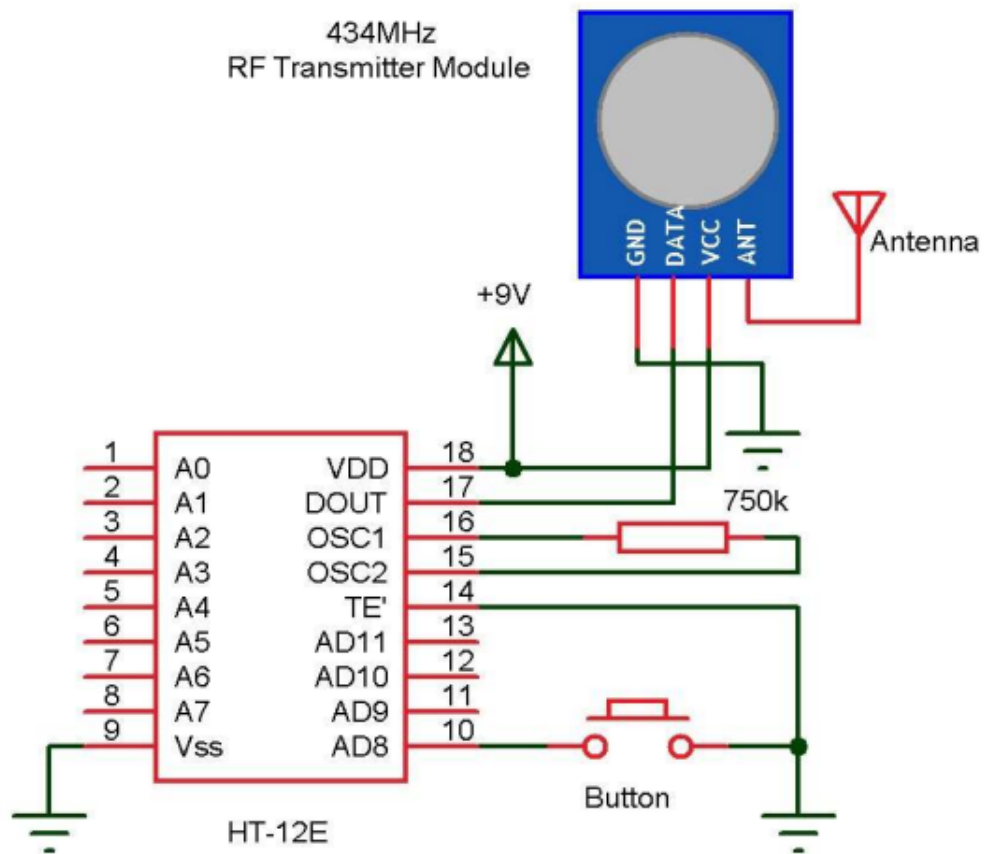 434MHz
RF Transmitter Module
GND
DATA
VCC
ANT
Antenna
+9V
1 A0 VDD 18
2 A1 DOUT 17
750k
3 A2 OSC1 16
4 A3 OSC2 15
5 A4 TE' 14
6 A5 AD11 13
7 A6 AD10 12
8 A7 AD9 11
9 Vss AD8 10
Button
HT-12E